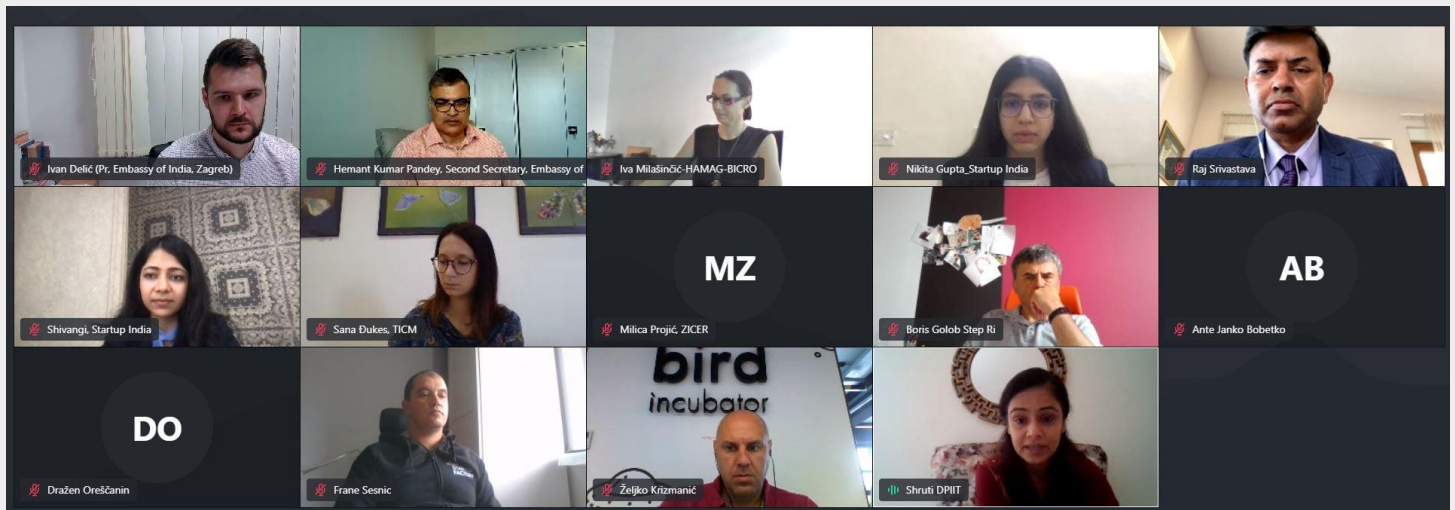 Ivan Delić (Pr, Embassy of India, Zagreb)
Hemant Kumar Pandey, Second Secretary, Embassy of
Iva Milašinčić-HAMAG-BICRO
Nikita Gupta_Startup India
Raj Srivastava
Shivangi, Startup India
Sana Đukes, TICM
MZ
Milica Projić, ZICER
Boris Golob Step Ri
AB
Ante Janko Bobetko
DO
Dražen Oreščanin
FACTORY
Frane Sesnic
bird
incubator
Željko Krizmanić
Shruti DPIIT